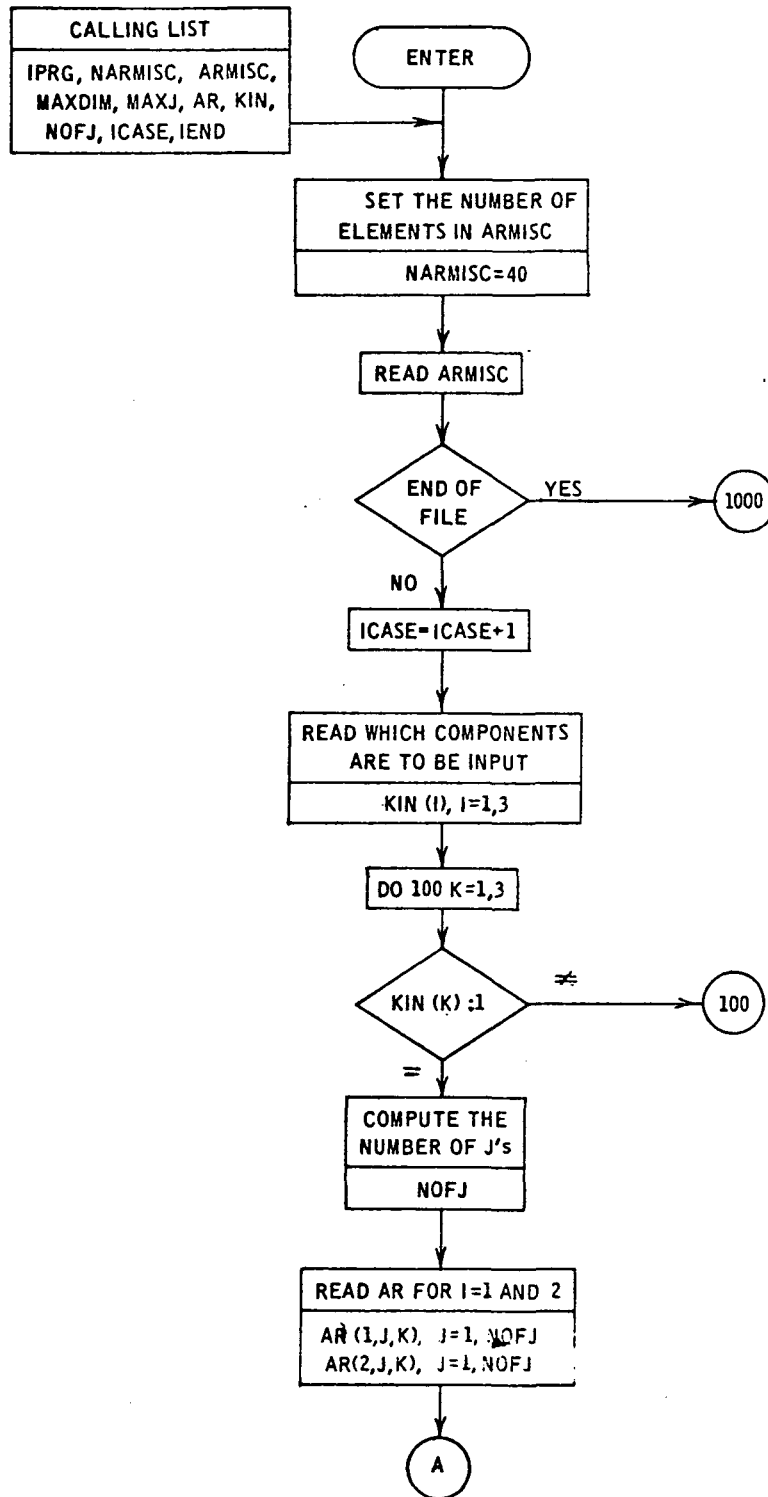 CALLING LIST
IPRG, NARMISC, ARMISC,
MAXDIM, MAXJ, AR, KIN,
NOFJ, ICASE, IEND
ENTER
SET THE NUMBER OF
ELEMENTS IN ARMISC
NARMISC=40
READ ARMISC
END OF
FILE
YES
1000
NO
ICASE=ICASE+1
READ WHICH COMPONENTS
ARE TO BE INPUT
KIN (I), I=1,3
DO 100 K=1,3
KIN (K) :1
≠
100
=
COMPUTE THE
NUMBER OF J's
NOFJ
READ AR FOR I=1 AND 2
AR (1,J,K), J=1, NOFJ
AR(2,J,K), J=1, NOFJ
A